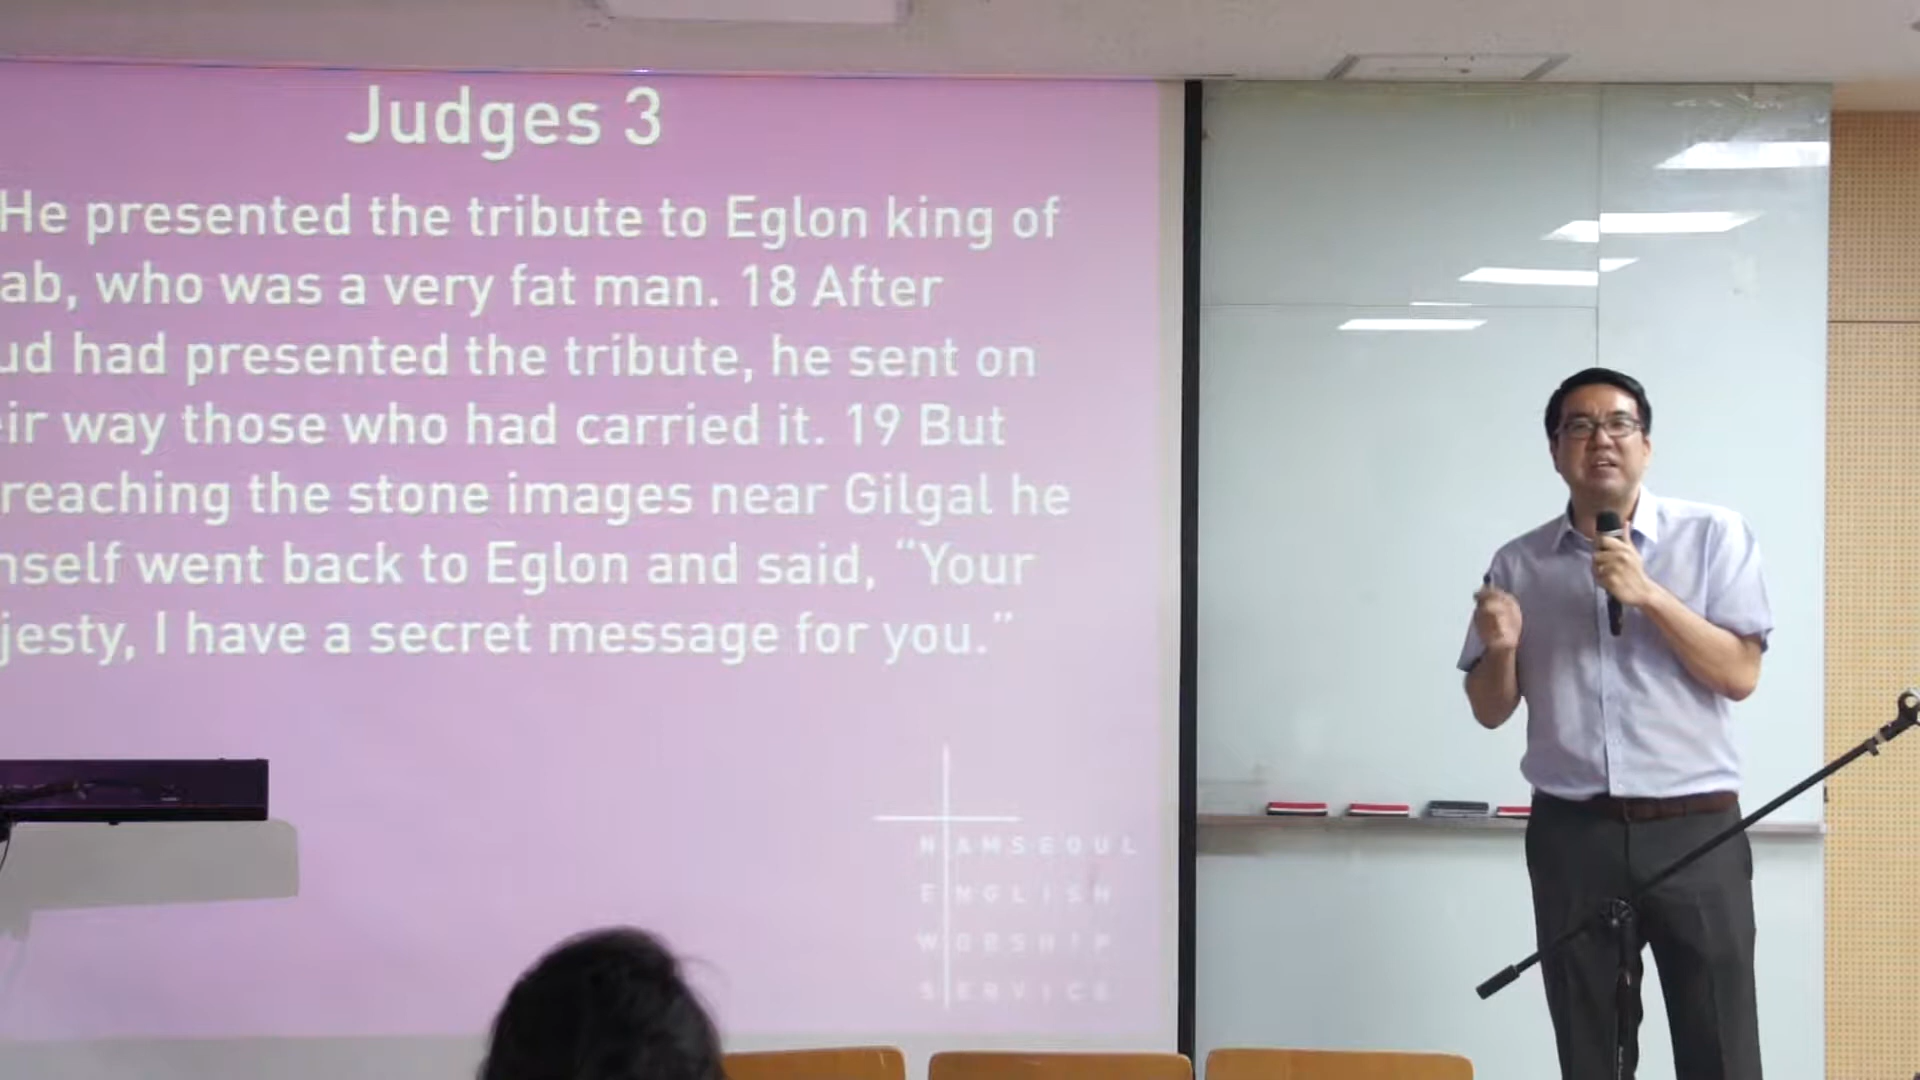 Judges 3
He presented the tribute to Eglon king of
ab, who was a very fat man. 18 After
ud had presented the tribute, he sent on
eir way those who had carried it. 19 But
reaching the stone images near Gilgal he
mself went back to Eglon and said, “Your
jesty, I have a secret message for you.”
NAMSEOUL
ENGLISH
WORSHIP
SERVICE